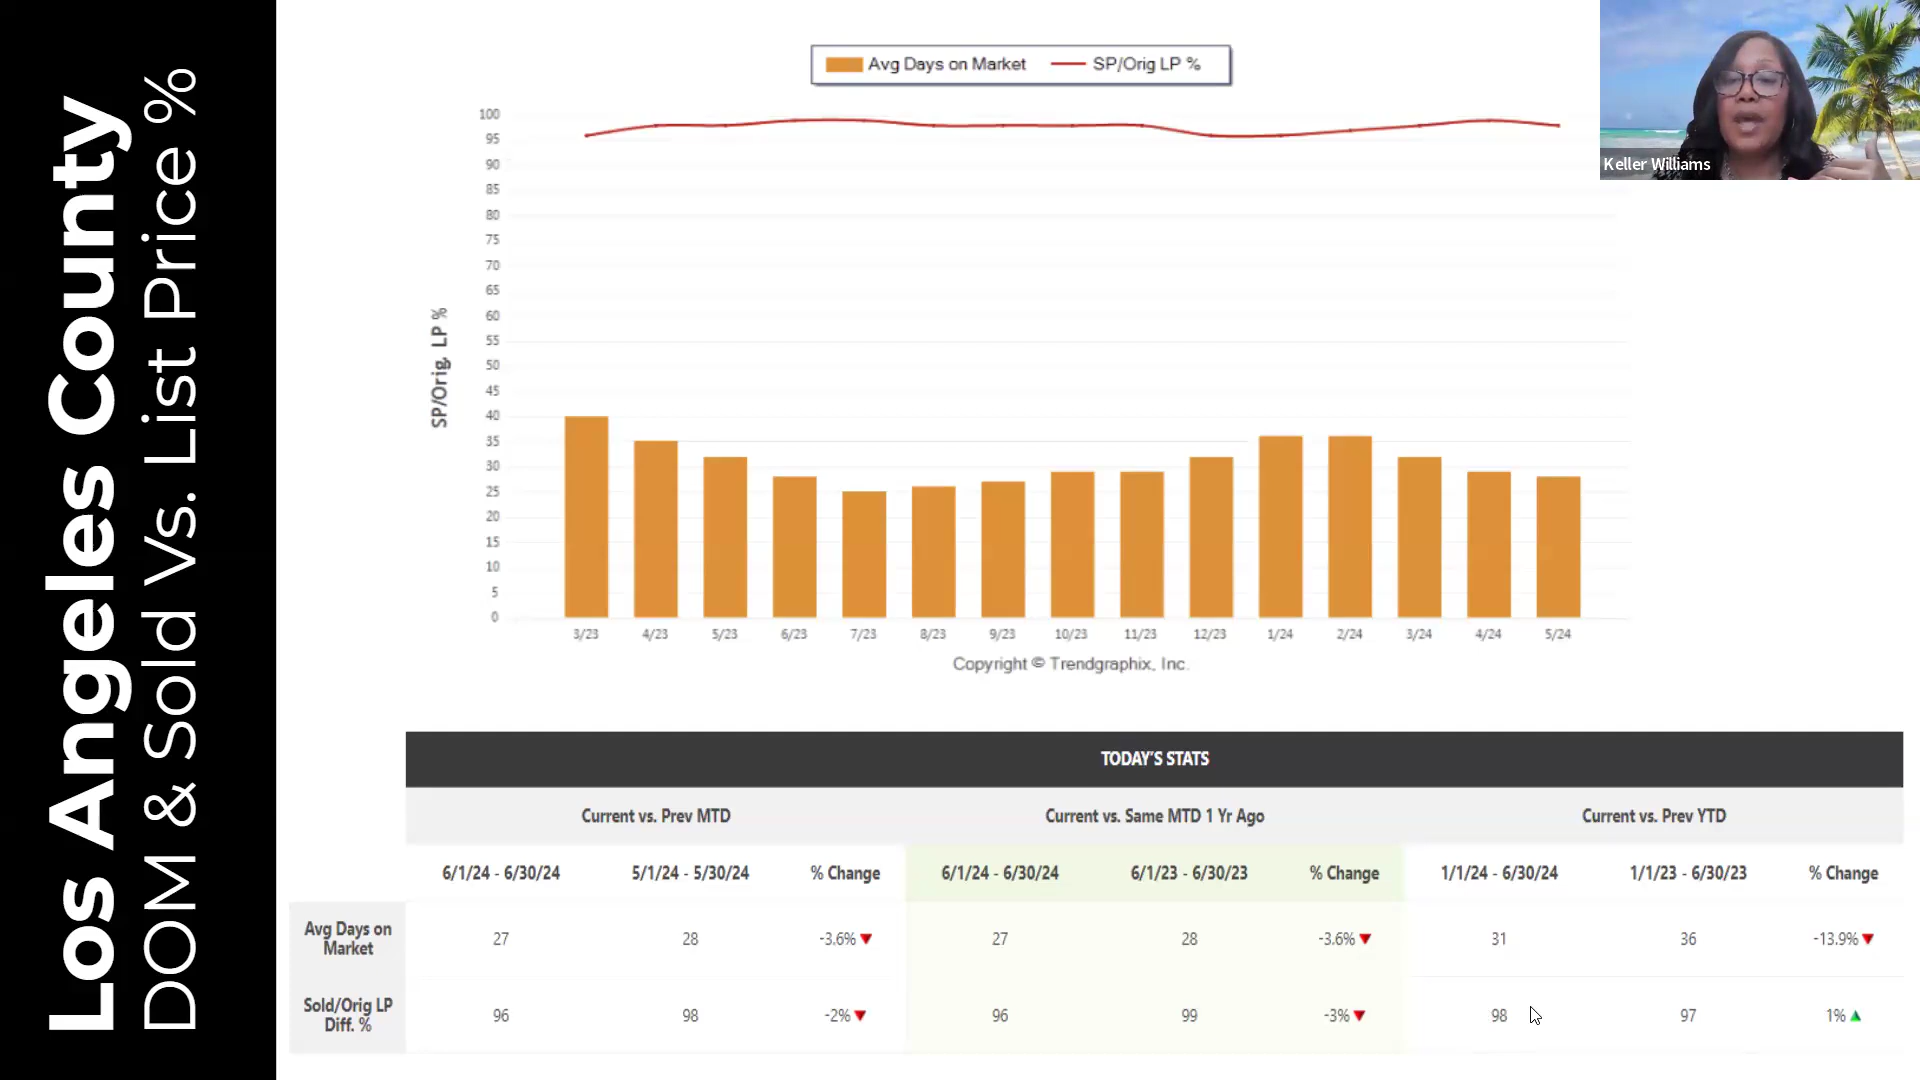 Los Angeles County
DOM & Sold Vs. List Price %
Avg Days on Market SP/Orig LP %
Keller Williams
SP/Orig. LP %
100
95
90
85
80
75
70
65
60
55
50
45
40
35
30
25
20
15
10
5
0
3/23 4/23 5/23 6/23 7/23 8/23 9/23 10/23 11/23 12/23 1/24 2/24 3/24 4/24 5/24
Copyright © Trendgraphix, Inc.
TODAY'S STATS
Current vs. Prev MTD Current vs. Same MTD 1 Yr Ago Current vs. Prev YTD
6/1/24 - 6/30/24 5/1/24 - 5/30/24 % Change 6/1/24 - 6/30/24 6/1/23 - 6/30/23 % Change 1/1/24 - 6/30/24 1/1/23 - 6/30/23 % Change
Avg Days on
Market
27 28 -3.6% 27 28 -3.6% 31 36 -13.9%
Sold/Orig LP
Diff. %
96 98 -2% 96 99 -3% 98 97 1%